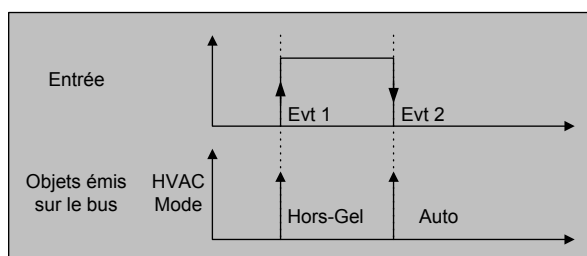 Entrée
Evt 1
Evt 2
Objets émis
sur le bus
HVAC
Mode
Hors-Gel
Auto